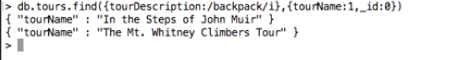 > db.tours.find({tourDescription:/backpack/i},{tourName:1,_id:0})
{ "tourName" : "In the Steps of John Muir" }
{ "tourName" : "The Mt. Whitney Climbers Tour" }
>